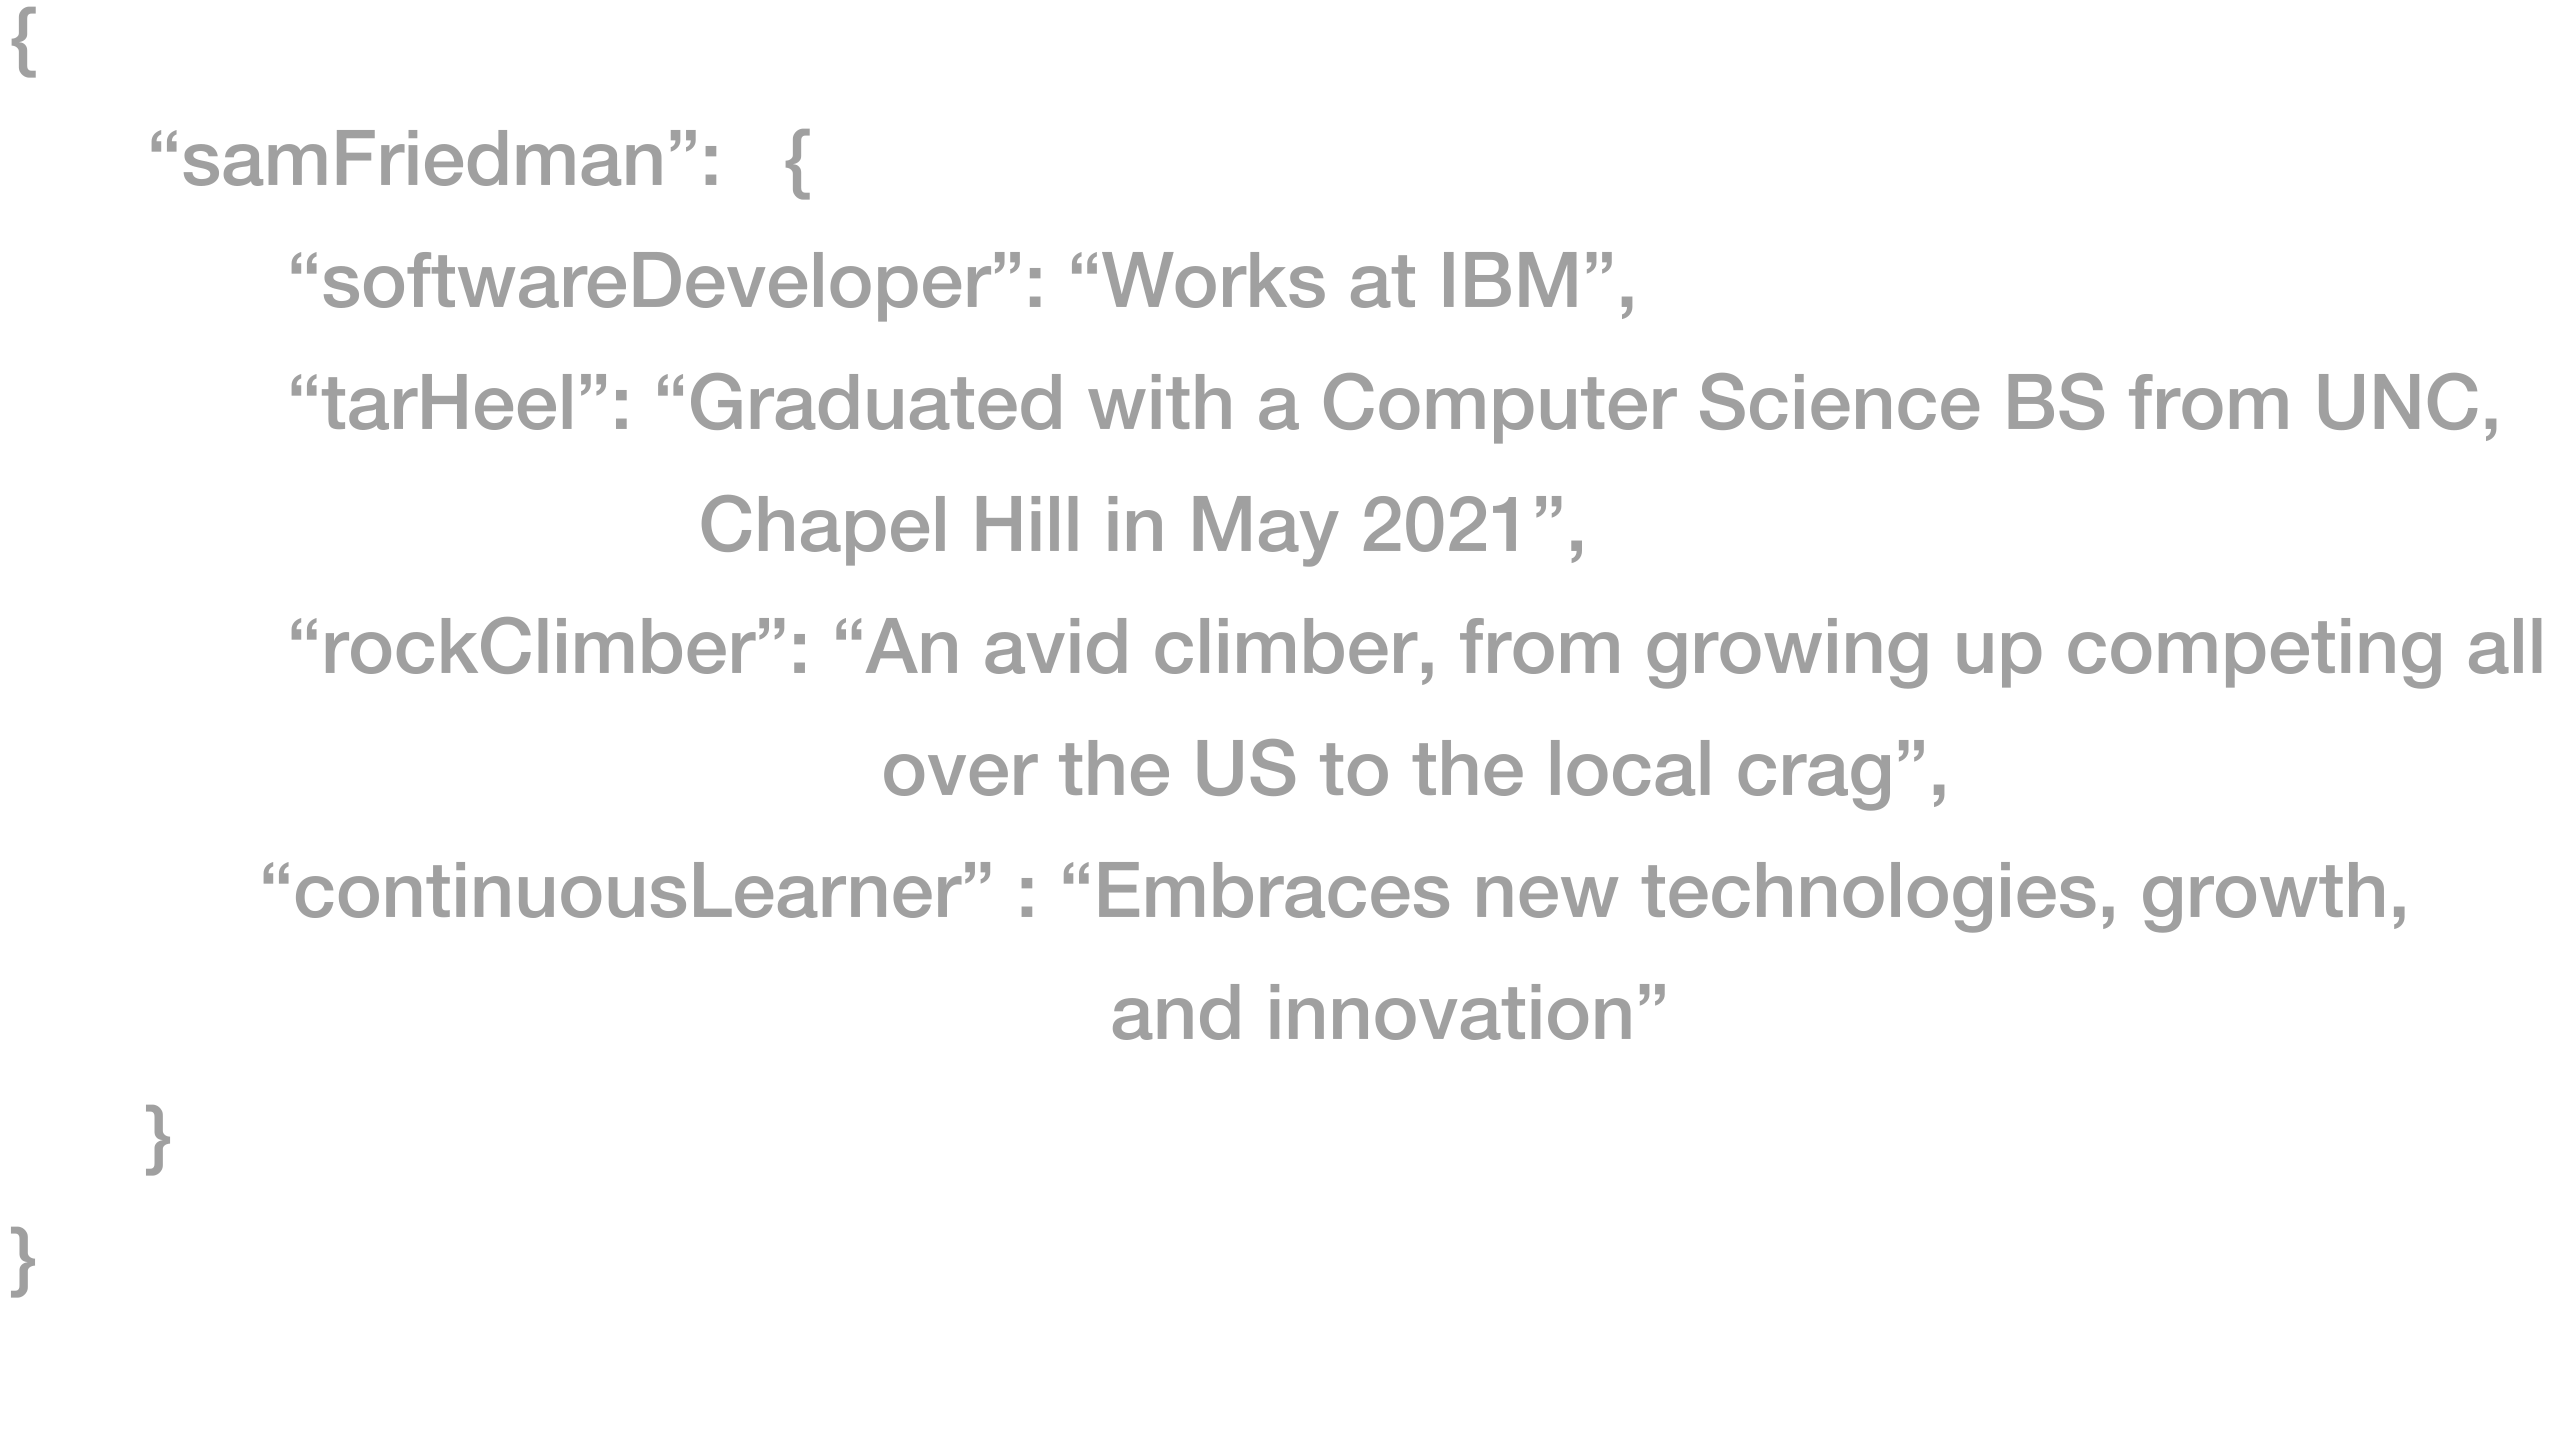 {
“samFriedman”: {
“softwareDeveloper”: “Works at IBM”,
“tarHeel”: “Graduated with a Computer Science BS from UNC,
Chapel Hill in May 2021”,
“rockClimber”: “An avid climber, from growing up competing all
over the US to the local crag”,
“continuousLearner” : “Embraces new technologies, growth,
and innovation”
}
}